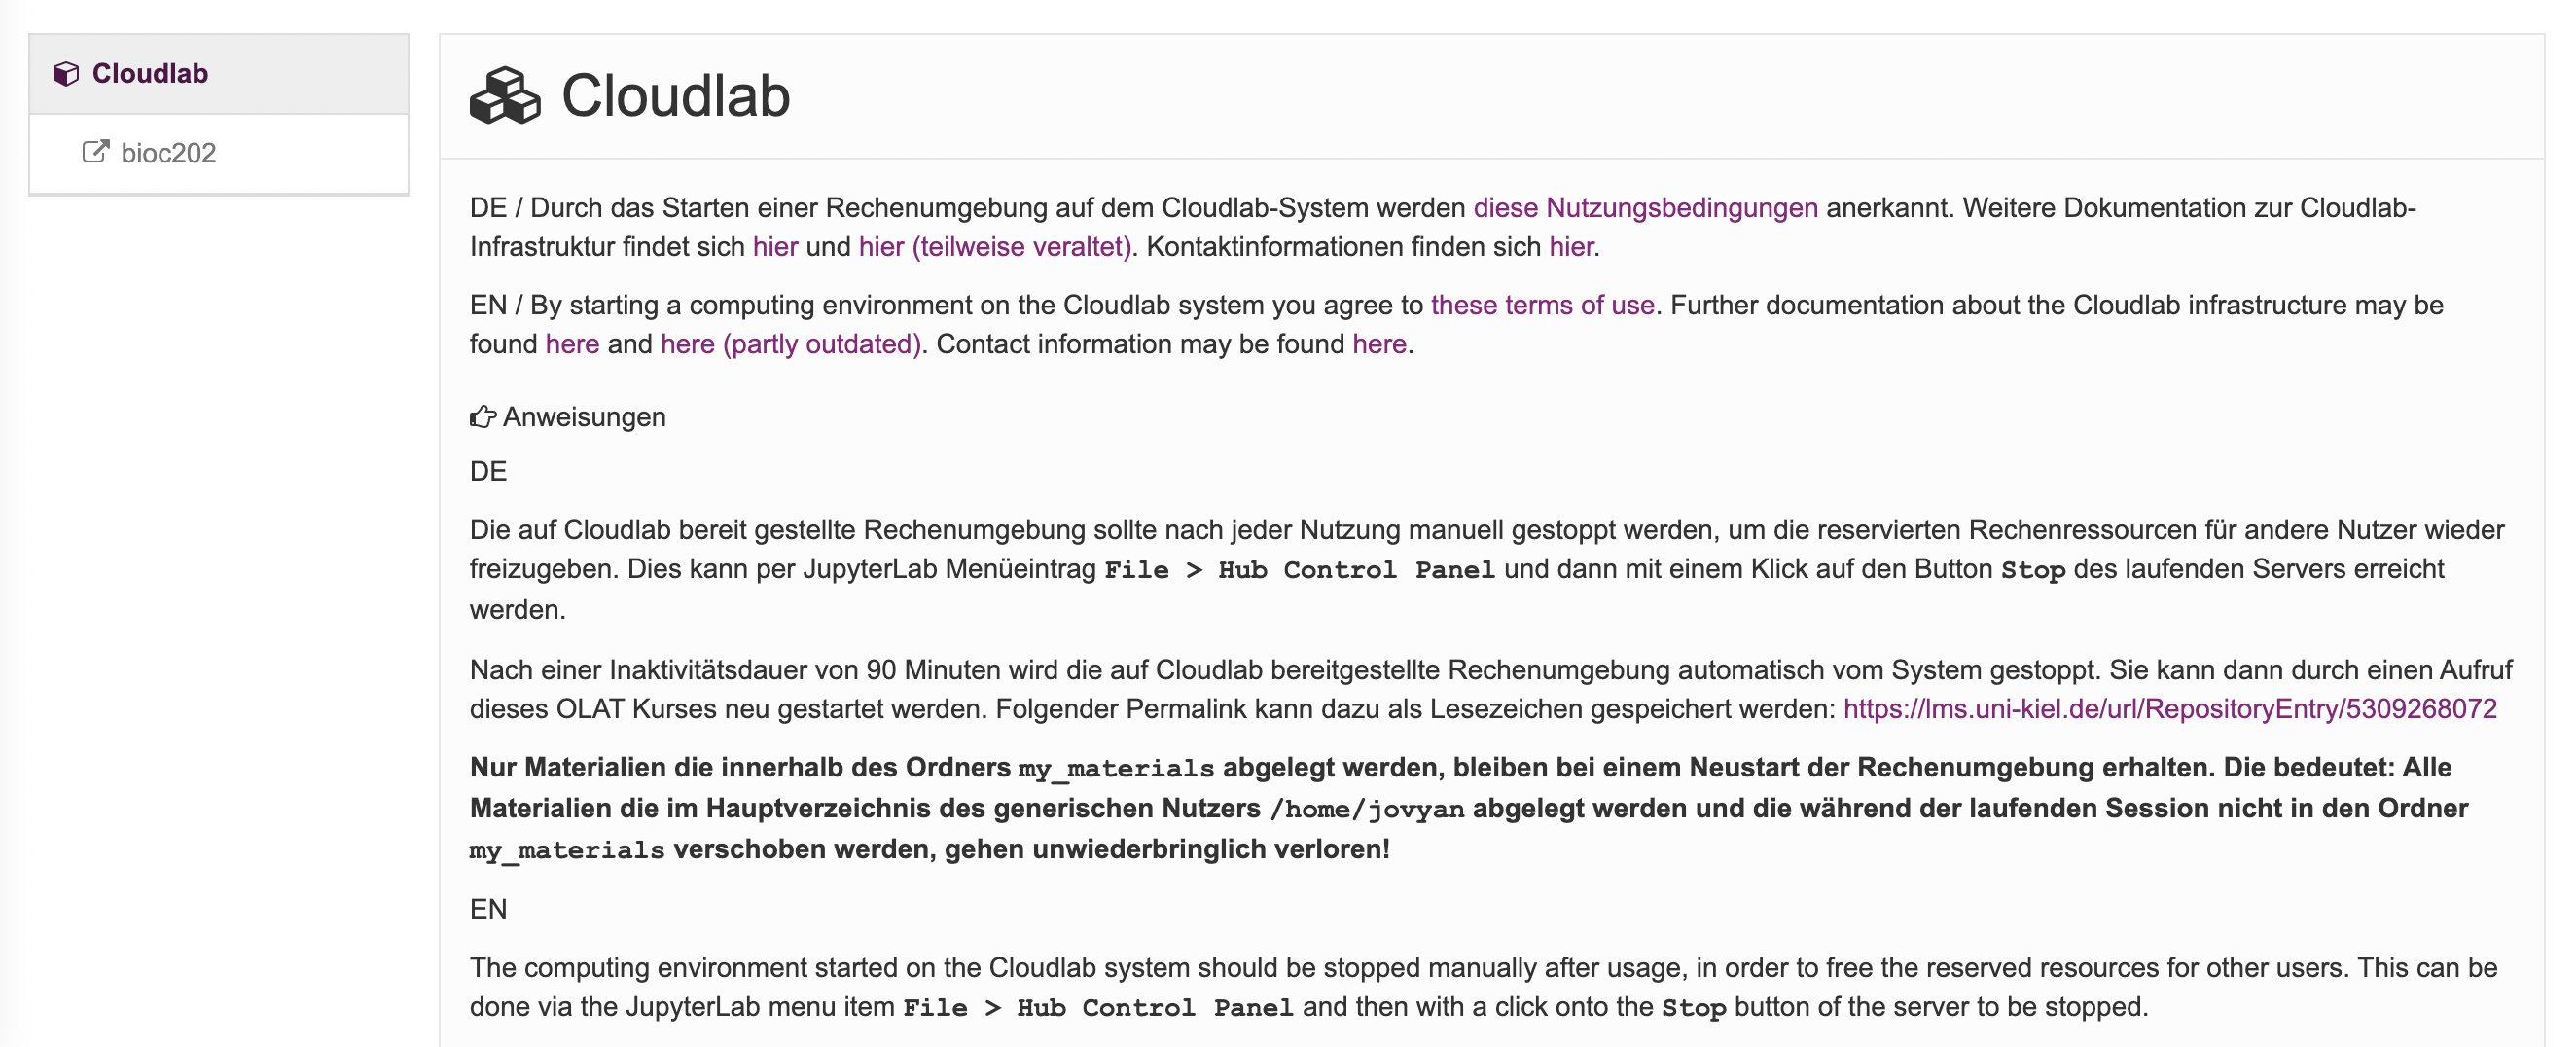 Cloudlab
bioc202
Cloudlab
DE / Durch das Starten einer Rechenumgebung auf dem Cloudlab-System werden diese Nutzungsbedingungen anerkannt. Weitere Dokumentation zur Cloudlab-
Infrastruktur findet sich hier und hier (teilweise veraltet). Kontaktinformationen finden sich hier.
EN / By starting a computing environment on the Cloudlab system you agree to these terms of use. Further documentation about the Cloudlab infrastructure may be
found here and here (partly outdated). Contact information may be found here.
Anweisungen
DE
Die auf Cloudlab bereit gestellte Rechenumgebung sollte nach jeder Nutzung manuell gestoppt werden, um die reservierten Rechenressourcen für andere Nutzer wieder
freizugeben. Dies kann per JupyterLab Menüeintrag File > Hub Control Panel und dann mit einem Klick auf den Button Stop des laufenden Servers erreicht
werden.
Nach einer Inaktivitätsdauer von 90 Minuten wird die auf Cloudlab bereitgestellte Rechenumgebung automatisch vom System gestoppt. Sie kann dann durch einen Aufruf
dieses OLAT Kurses neu gestartet werden. Folgender Permalink kann dazu als Lesezeichen gespeichert werden: https://lms.uni-kiel.de/url/RepositoryEntry/5309268072
Nur Materialien die innerhalb des Ordners my_materials abgelegt werden, bleiben bei einem Neustart der Rechenumgebung erhalten. Die bedeutet: Alle
Materialien die im Hauptverzeichnis des generischen Nutzers /home/jovyan abgelegt werden und die während der laufenden Session nicht in den Ordner
my_materials verschoben werden, gehen unwiederbringlich verloren!
EN
The computing environment started on the Cloudlab system should be stopped manually after usage, in order to free the reserved resources for other users. This can be
done via the JupyterLab menu item File > Hub Control Panel and then with a click onto the Stop button of the server to be stopped.